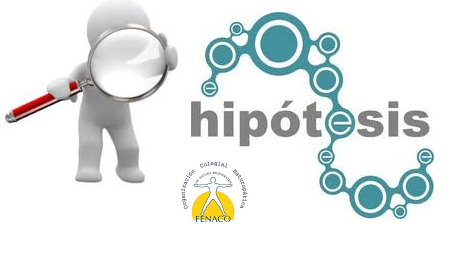 hipótesis
e
e
e
Organización Colegial Naturopática
FENACO